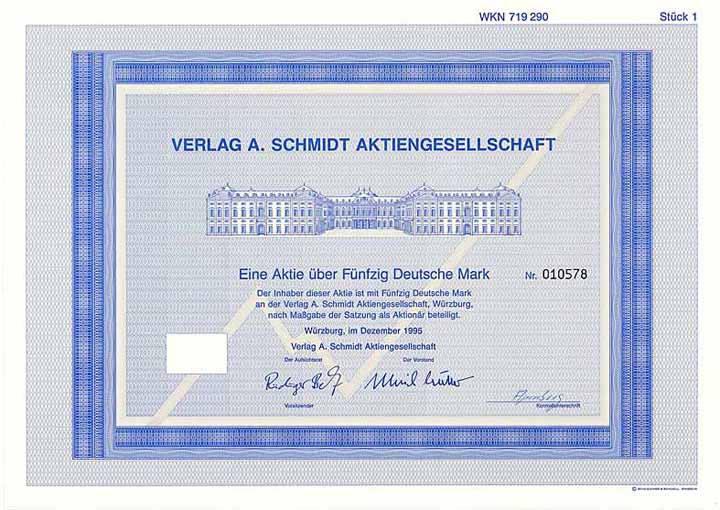 WKN 719 290 Stück 1
VERLAG A. SCHMIDT AKTIENGESELLSCHAFT
Eine Aktie über Fünfzig Deutsche Mark Nr. 010578
Der Inhaber dieser Aktie ist mit Fünfzig Deutsche Mark
an der Verlag A. Schmidt Aktiengesellschaft, Würzburg,
nach Maßgabe der Satzung als Aktionär beteiligt.
Würzburg, im Dezember 1995
Verlag A. Schmidt Aktiengesellschaft
Der Aufsichtsrat Der Vorstand
Vorsitzender
Kontrollunterschrift